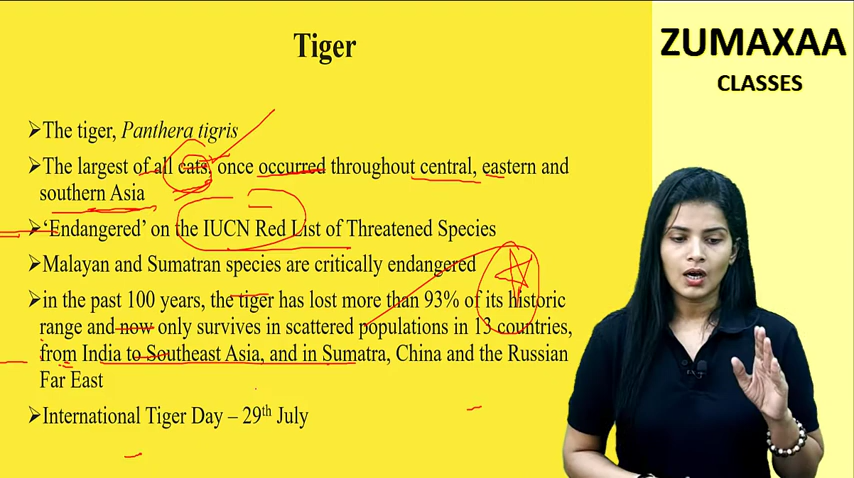 Tiger
ZUMAXAA
CLASSES
➢The tiger, Panthera tigris
➢The largest of all cats, once occurred throughout central, eastern and
southern Asia
➢‘Endangered’ on the IUCN Red List of Threatened Species
➢Malayan and Sumatran species are critically endangered
➢in the past 100 years, the tiger has lost more than 93% of its historic
range and now only survives in scattered populations in 13 countries,
from India to Southeast Asia, and in Sumatra, China and the Russian
Far East
➢International Tiger Day – 29th July